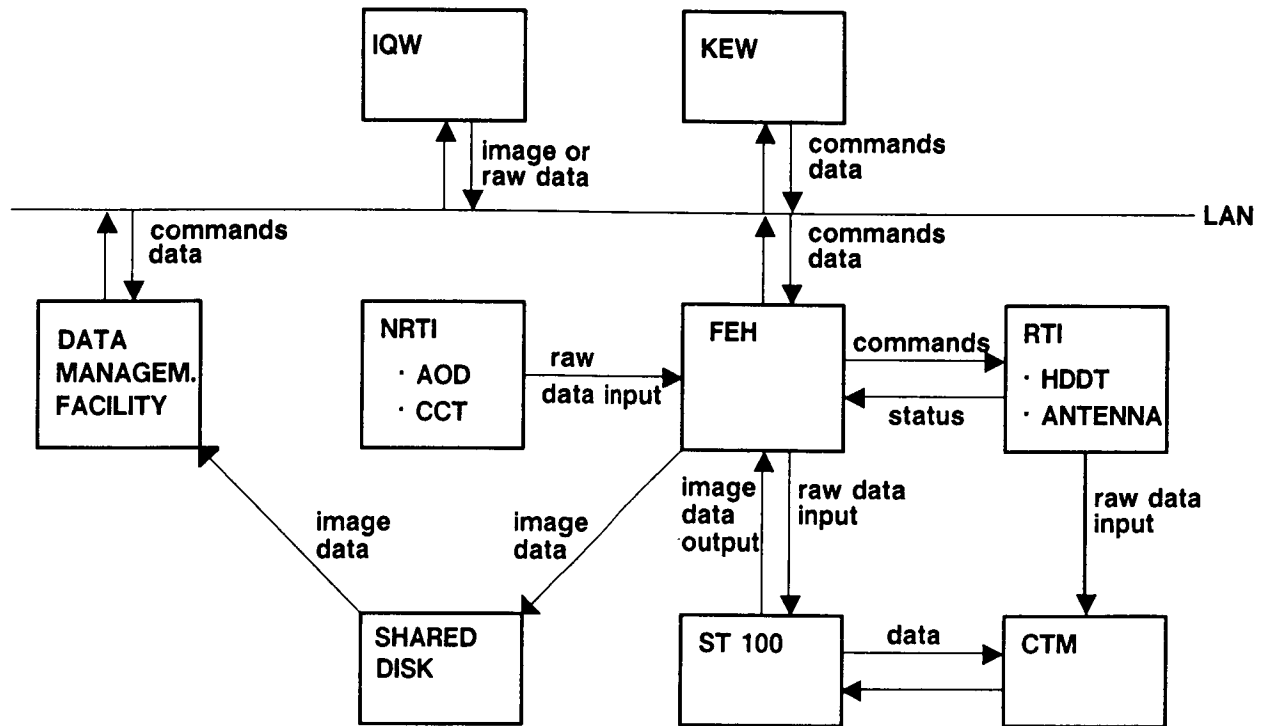 IQW
KEW
image or
raw data
commands
data
LAN
commands
data
commands
data
DATA
MANAGEM.
FACILITY
NRTI
· AOD
· CCT
raw
data input
FEH
commands
status
RTI
· HDDT
· ANTENNA
image
data
image
data
image
data
output
raw data
input
raw data
input
SHARED
DISK
ST 100
data
CTM